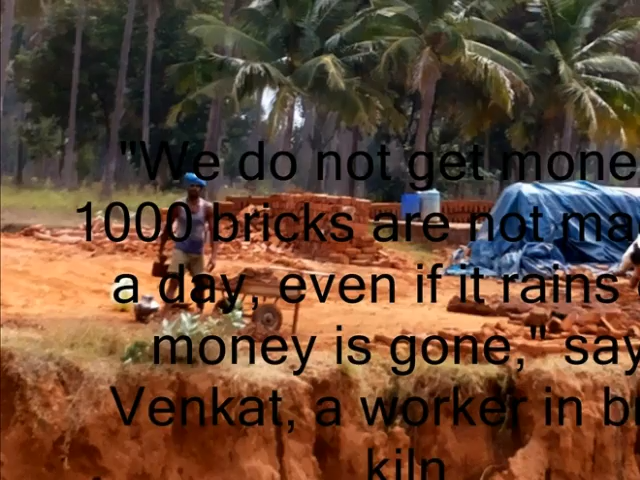 "We do not get mone
1000 bricks are not ma
a day, even if it rains
money is gone," say
Venkat, a worker in b
kiln